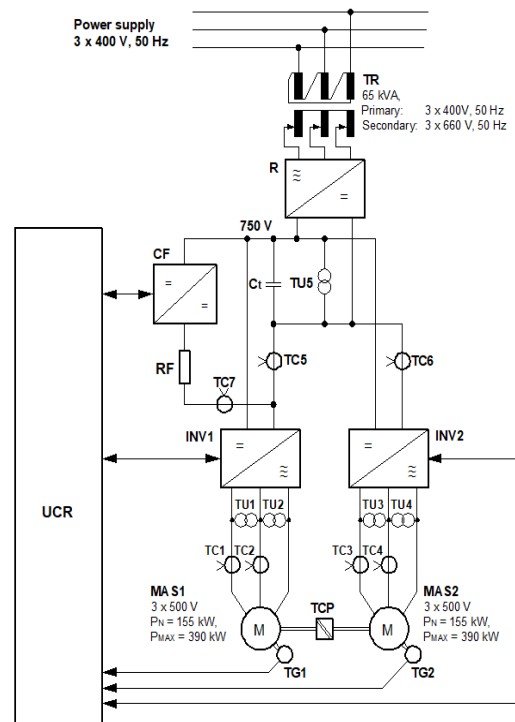 Power supply
3 x 400 V, 50 Hz
TR
65 kVA,
Primary: 3 x 400V, 50 Hz
Secondary: 3 x 660 V, 50 Hz
R
≈
=
750 V
CF
=
=
Ct
TU5
RF
TC7
TC5
TC6
INV1
=
≈
INV2
=
≈
UCR
TU1 TU2
TU3 TU4
TC1 TC2
TC3 TC4
MAS1
3 x 500 V
PN = 155 kW,
PMAX = 390 kW
M
TCP
M
MAS2
3 x 500 V
PN = 155 kW,
PMAX = 390 kW
TG1
TG2